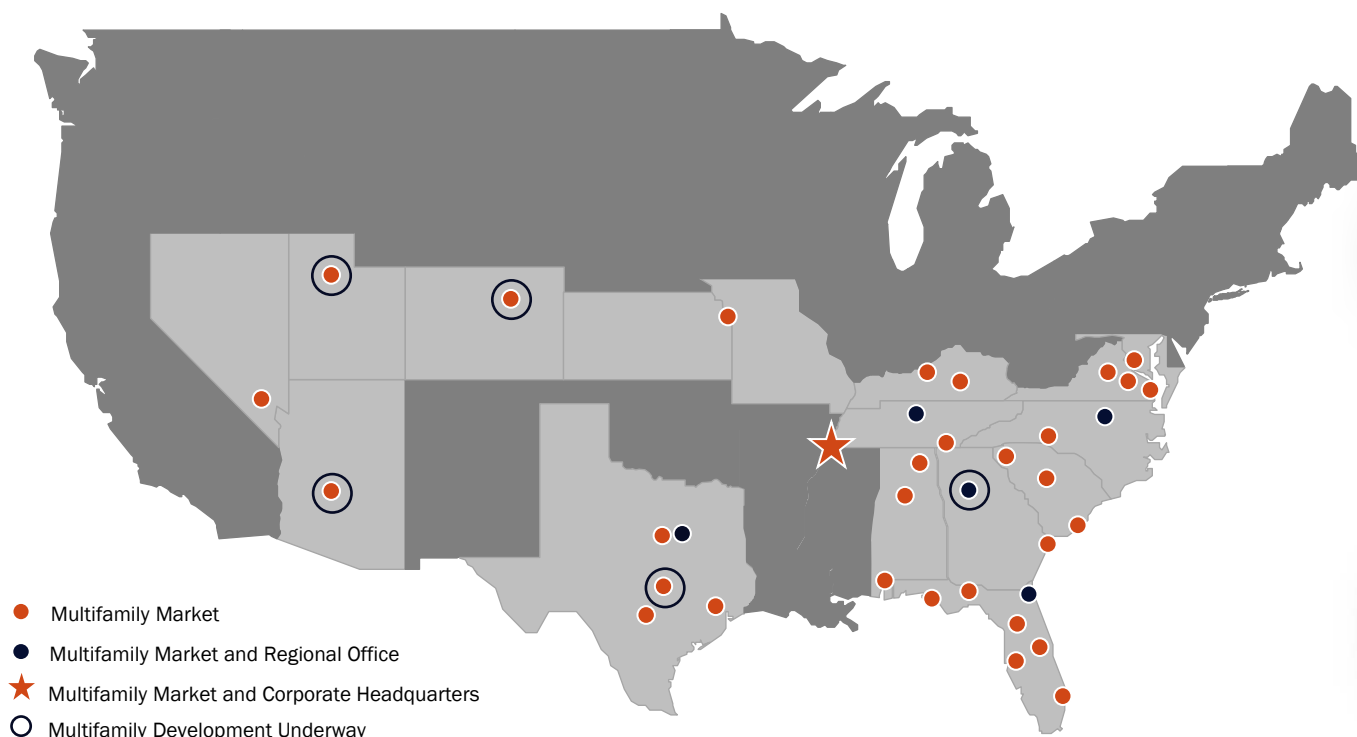 Multifamily Market
Multifamily Market and Regional Office
Multifamily Market and Corporate Headquarters
Multifamily Development Underway